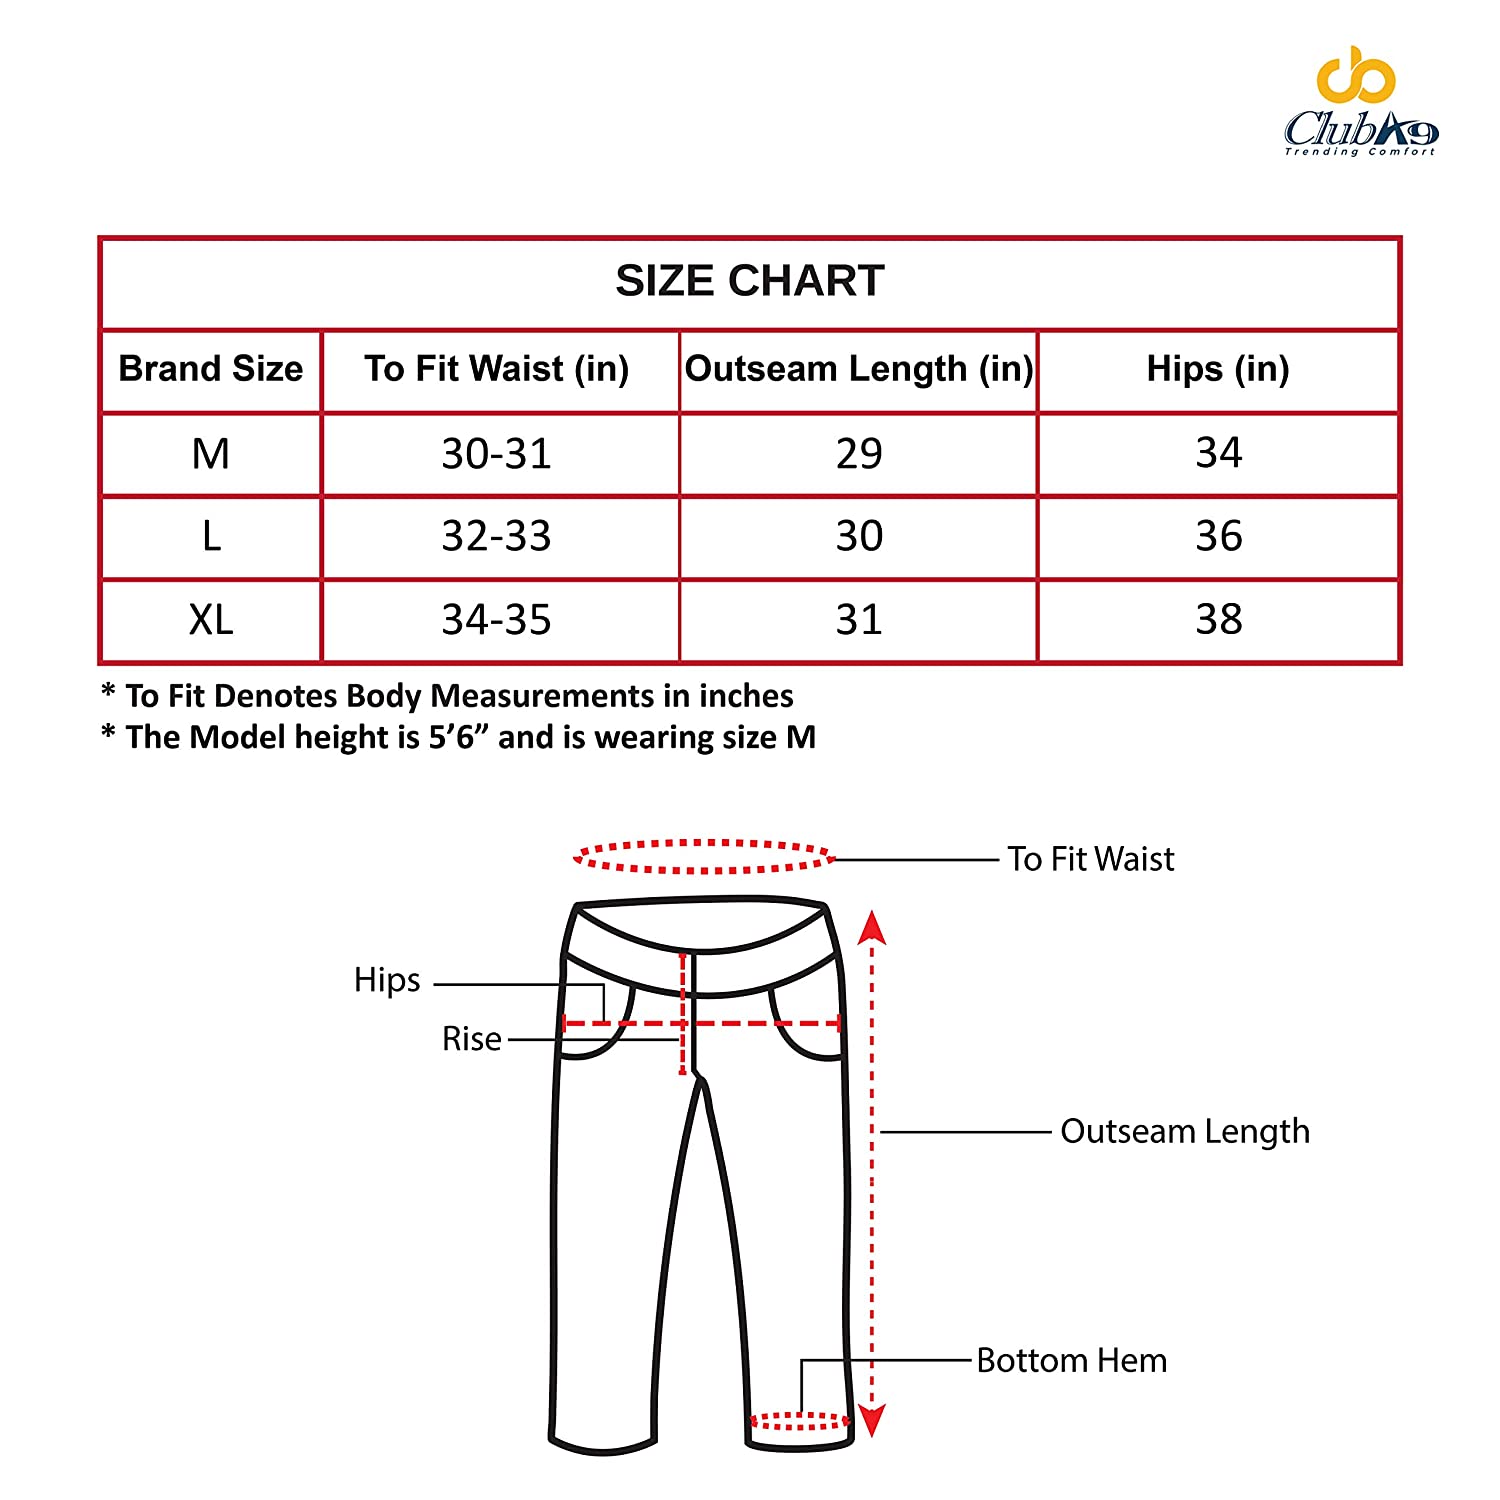 ClubA9
Trending Comfort
SIZE CHART
Brand Size To Fit Waist (in) Outseam Length (in) Hips (in)
M 30-31 29 34
L 32-33 30 36
XL 34-35 31 38
* To Fit Denotes Body Measurements in inches
* The Model height is 5’6” and is wearing size M
To Fit Waist
Hips
Rise
Outseam Length
Bottom Hem